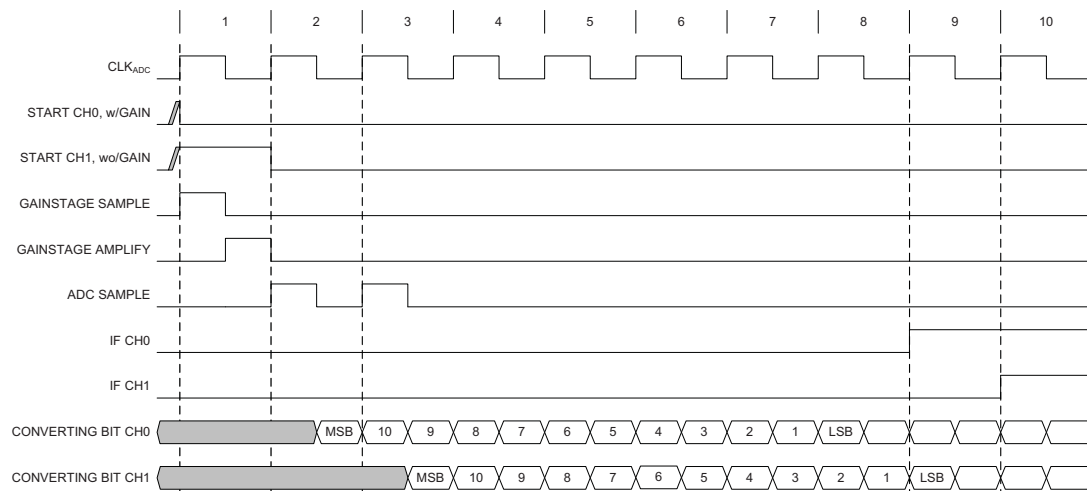 1 2 3 4 5 6 7 8 9 10
CLKADC
START CH0, w/GAIN
START CH1, wo/GAIN
GAINSTAGE SAMPLE
GAINSTAGE AMPLIFY
ADC SAMPLE
IF CH0
IF CH1
CONVERTING BIT CH0 MSB 10 9 8 7 6 5 4 3 2 1 LSB
CONVERTING BIT CH1 MSB 10 9 8 7 6 5 4 3 2 1 LSB